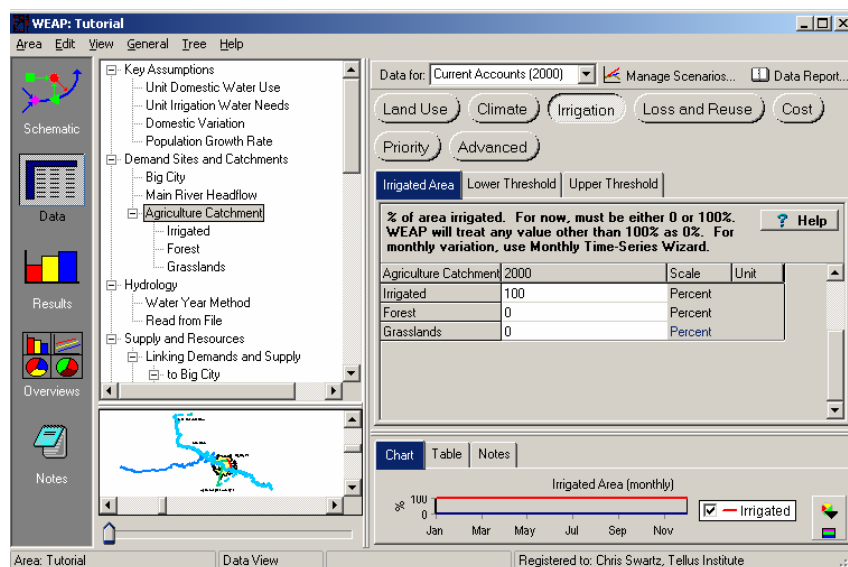 WEAP: Tutorial
Area Edit View General Tree Help
Schematic
Data
Results
Overviews
Notes
Key Assumptions
Unit Domestic Water Use
Unit Irrigation Water Needs
Domestic Variation
Population Growth Rate
Demand Sites and Catchments
Big City
Main River Headflow
Agriculture Catchment
Irrigated
Forest
Grasslands
Hydrology
Water Year Method
Read from File
Supply and Resources
Linking Demands and Supply
to Big City
Data for: Current Accounts (2000) Manage Scenarios... Data Report...
Land Use Climate Irrigation Loss and Reuse Cost
Priority Advanced
Irrigated Area Lower Threshold Upper Threshold
% of area irrigated. For now, must be either 0 or 100%.
WEAP will treat any value other than 100% as 0%. For
monthly variation, use Monthly Time-Series Wizard.
? Help
Agriculture Catchment 2000 Scale Unit
Irrigated 100 Percent
Forest 0 Percent
Grasslands 0 Percent
Chart Table Notes
Irrigated Area (monthly)
%
100
0
Jan Mar May Jul Sep Nov
Irrigated
Area: Tutorial Data View Registered to: Chris Swartz, Tellus Institute